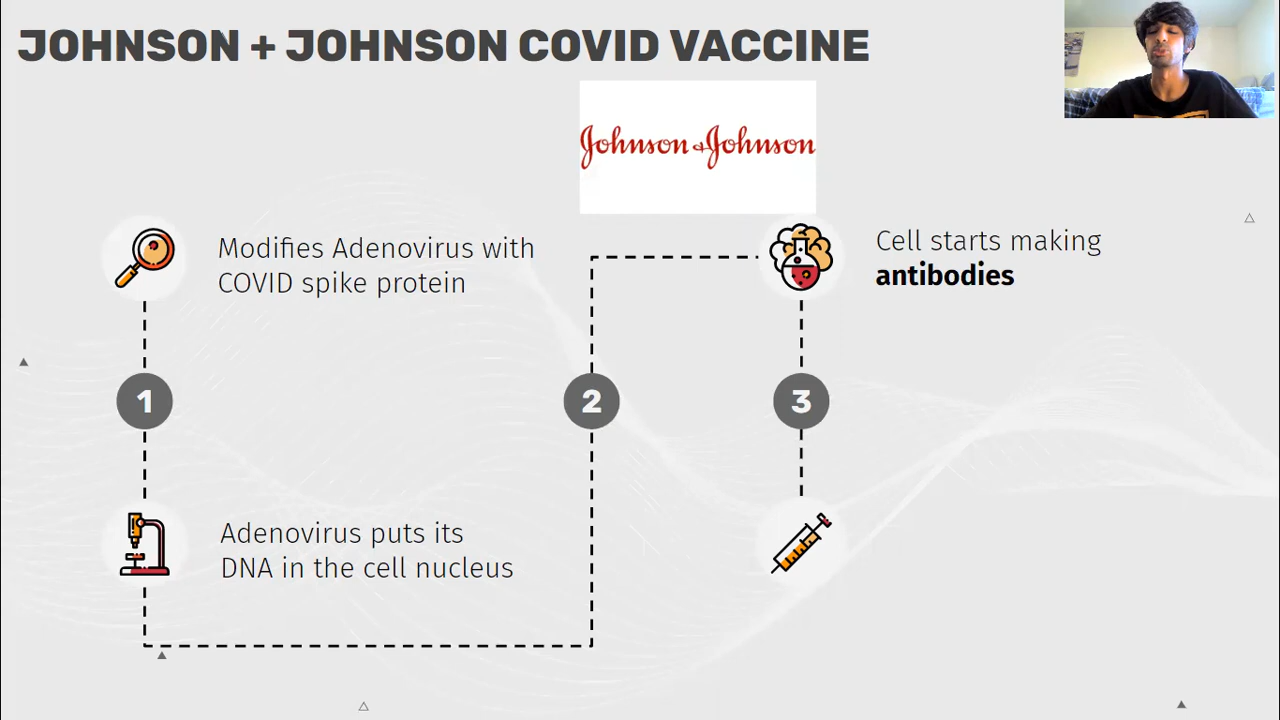 JOHNSON + JOHNSON COVID VACCINE
Johnson & Johnson
Modifies Adenovirus with
COVID spike protein
Cell starts making
antibodies
1
2
3
Adenovirus puts its
DNA in the cell nucleus